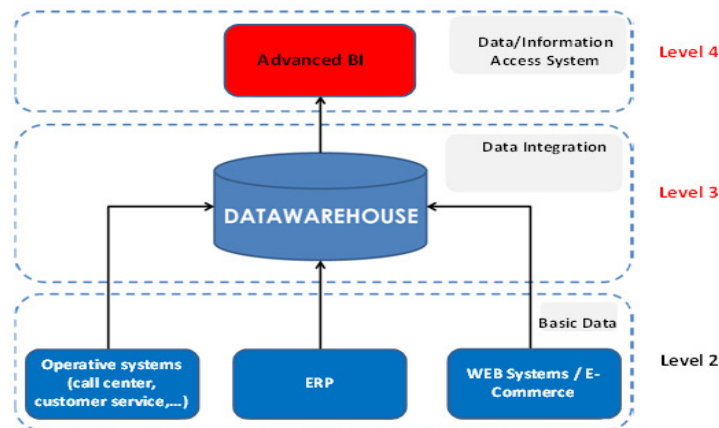 Data/Information
Access System
Level 4
Advanced BI
Data Integration
Level 3
DATAWAREHOUSE
Basic Data
Level 2
Operative systems
(call center,
customer service,...)
ERP
WEB Systems / E-
Commerce